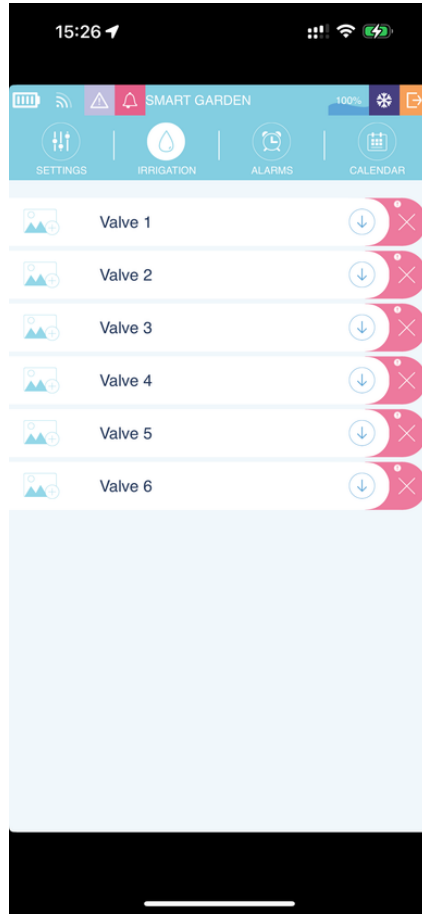 15:26
SMART GARDEN 100%
SETTINGS IRRIGATION ALARMS CALENDAR
Valve 1
Valve 2
Valve 3
Valve 4
Valve 5
Valve 6